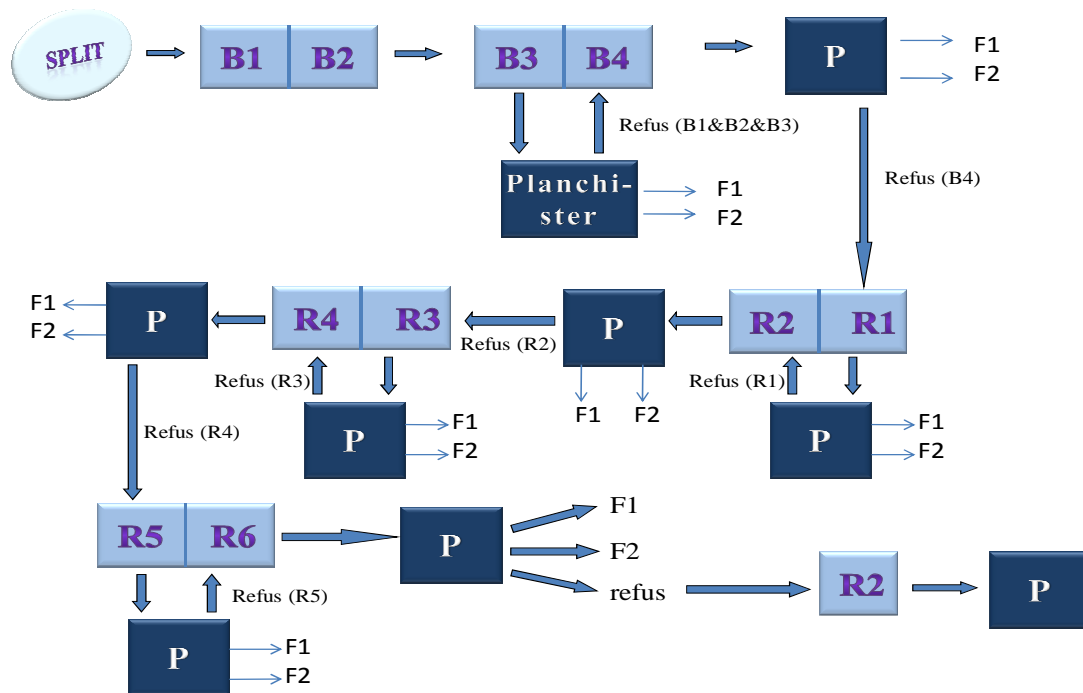 SPLIT
B1 B2
B3 B4
P
F1
F2
Refus (B1&B2&B3)
Planchi-
ster
F1
F2
Refus (B4)
F1
F2
P
R4 R3
Refus (R2)
P
R2 R1
Refus (R3)
Refus (R1)
F1 F2
Refus (R4)
P
F1
F2
P
F1
F2
R5 R6
P
F1
F2
refus
R2
P
Refus (R5)
P
F1
F2